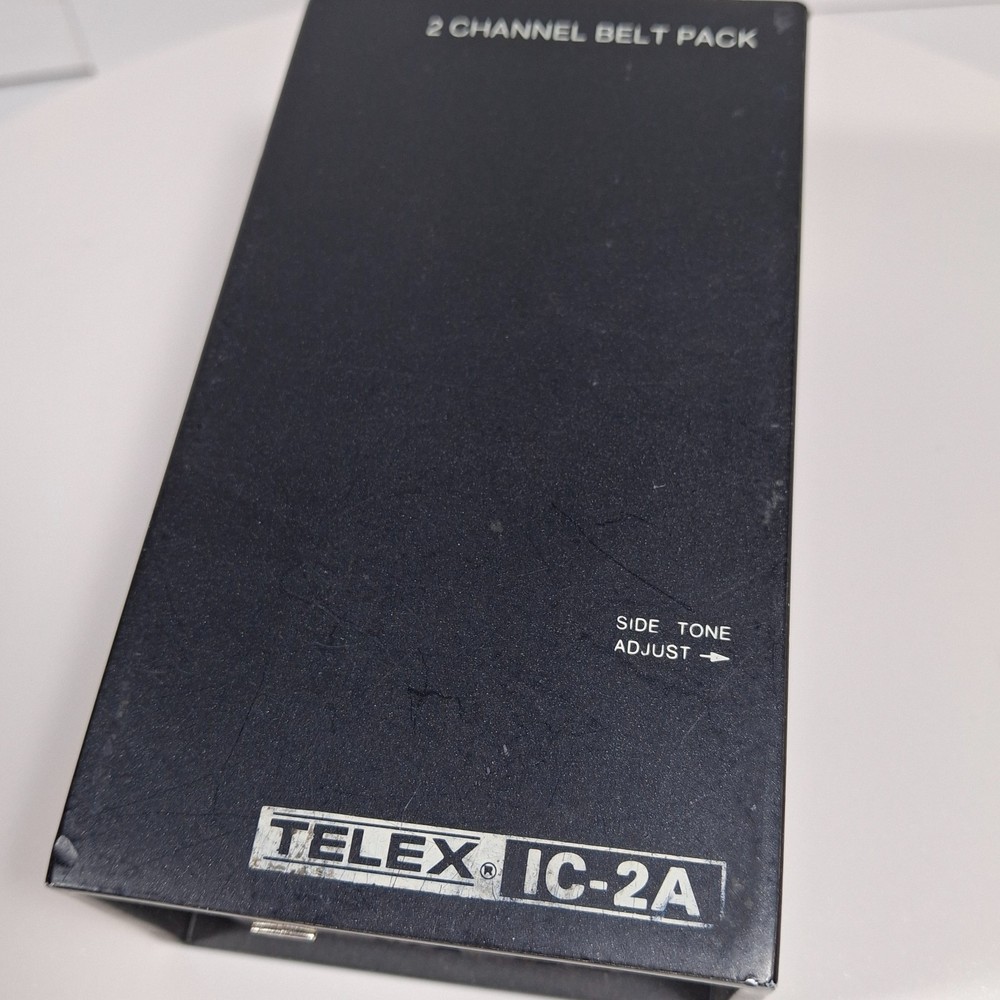 2 CHANNEL BELT PACK
SIDE TONE
ADJUST →
TELEX® IC-2A